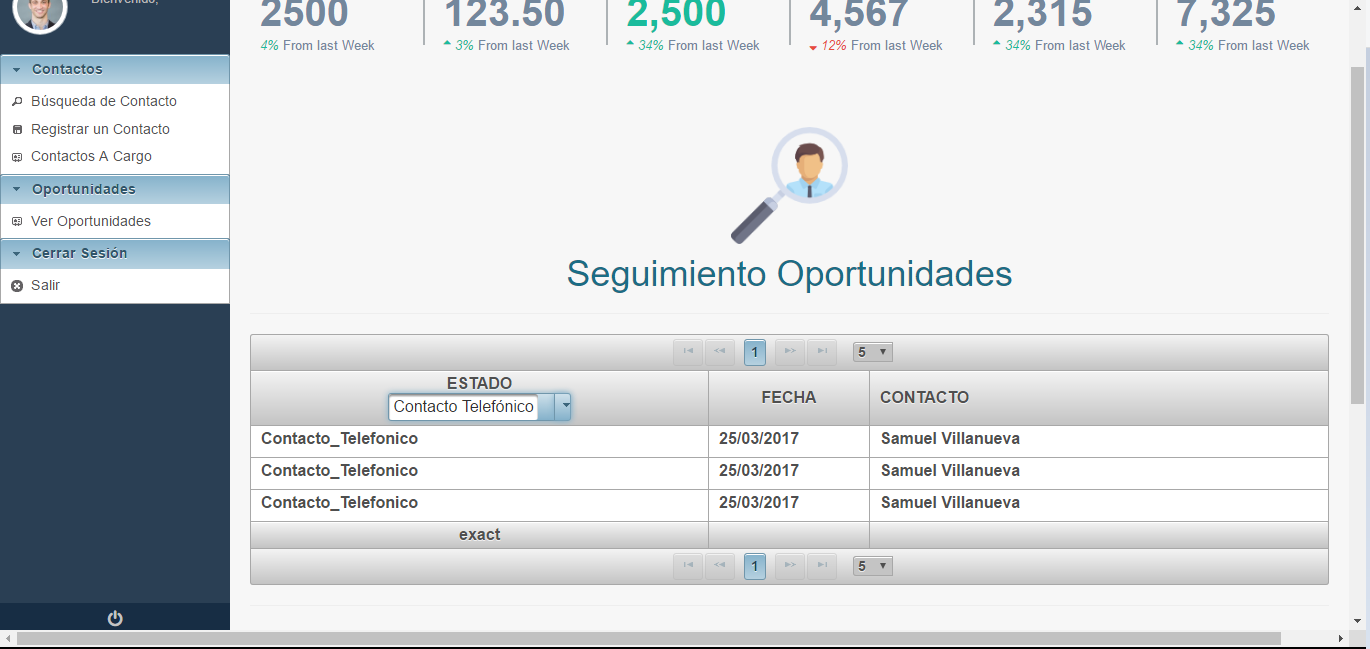 Bienvenido,
2500
123.50
2,500
4,567
2,315
7,325
4% From last Week
3% From last Week
34% From last Week
12% From last Week
34% From last Week
34% From last Week
Contactos
Búsqueda de Contacto
Registrar un Contacto
Contactos A Cargo
Oportunidades
Ver Oportunidades
Cerrar Sesión
Salir
Seguimiento Oportunidades
1 5
ESTADO FECHA CONTACTO
Contacto Telefónico
Contacto_Telefonico 25/03/2017 Samuel Villanueva
Contacto_Telefonico 25/03/2017 Samuel Villanueva
Contacto_Telefonico 25/03/2017 Samuel Villanueva
exact
1 5